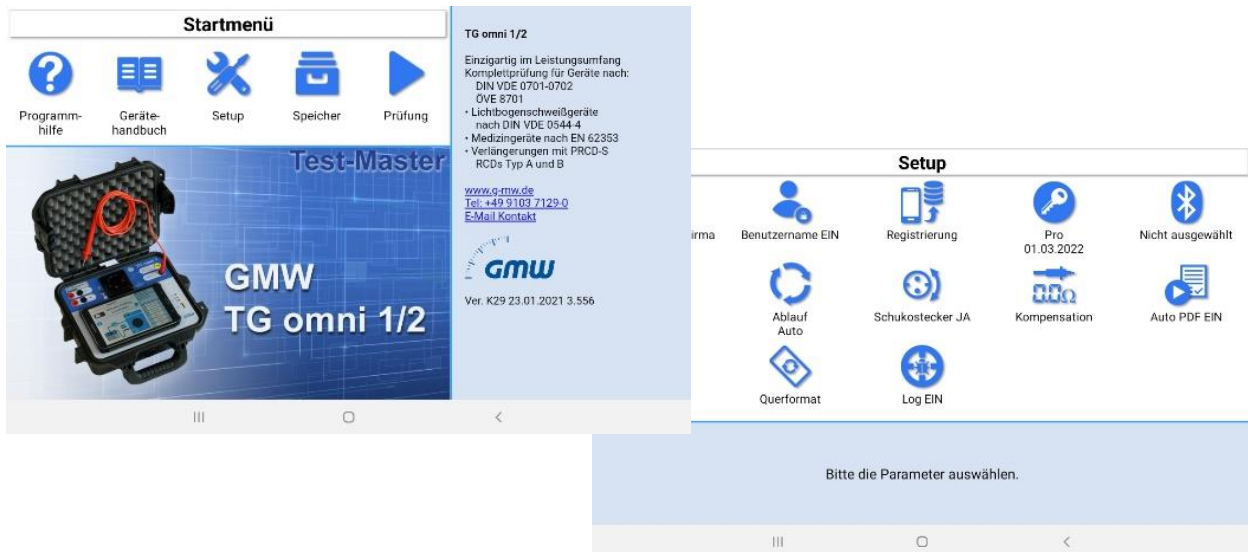 Startmenü
Programm-
hilfe
Geräte-
handbuch
Setup
Speicher
Prüfung
Test-Master
GMW
TG omni 1/2
TG omni 1/2
Einzigartig im Leistungsumfang
Komplettprüfung für Geräte nach:
DIN VDE 0701-0702
ÖVE 8701
• Lichtbogenschweißgeräte
nach DIN VDE 0544-4
• Medizingeräte nach EN 62353
• Verlängerungen mit PRCD-S
RCDs Typ A und B
www.g-mw.de
Tel: +49 9103 7129-0
E-Mail Kontakt
GMW
Ver. K29 23.01.2021 3.556
Setup
irma
Benutzername EIN
Registrierung
Pro
01.03.2022
Nicht ausgewählt
Ablauf
Auto
Schukostecker JA
0.0Ω
Kompensation
Auto PDF EIN
Querformat
Log EIN
Bitte die Parameter auswählen.